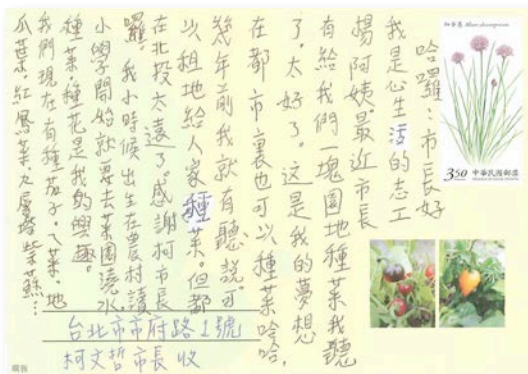 哈囉：市長好
我是心生活的志工
楊阿姨最近市長
有給我們一塊園地種菜我聽
了。太好了。這是我的夢想
在都市裏也可以種菜哈哈,
幾年前我就有聽說。可
以租地給人家種菜。但都
在北投太遠了。感謝柯市長
囉 我小時候出生在農村讀
小學開始就要去菜園澆水
種菜,種花是我的興趣。
我們現在有種茄子,ㄟ菜,地
瓜葉,紅鳳菜,九層塔紫蘇…
350 中華民國郵票
台北市市府路1號
柯文哲市長 收